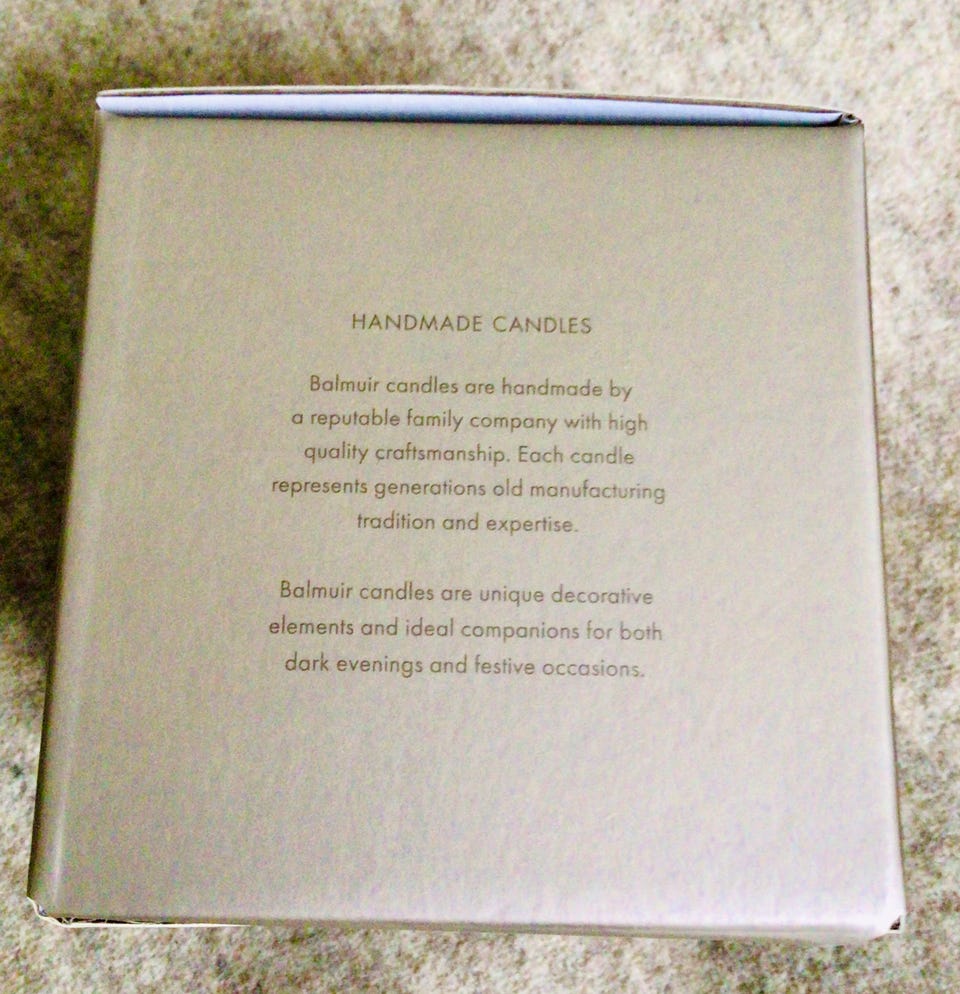 HANDMADE CANDLES
Balmuir candles are handmade by
a reputable family company with high
quality craftsmanship. Each candle
represents generations old manufacturing
tradition and expertise.
Balmuir candles are unique decorative
elements and ideal companions for both
dark evenings and festive occasions.